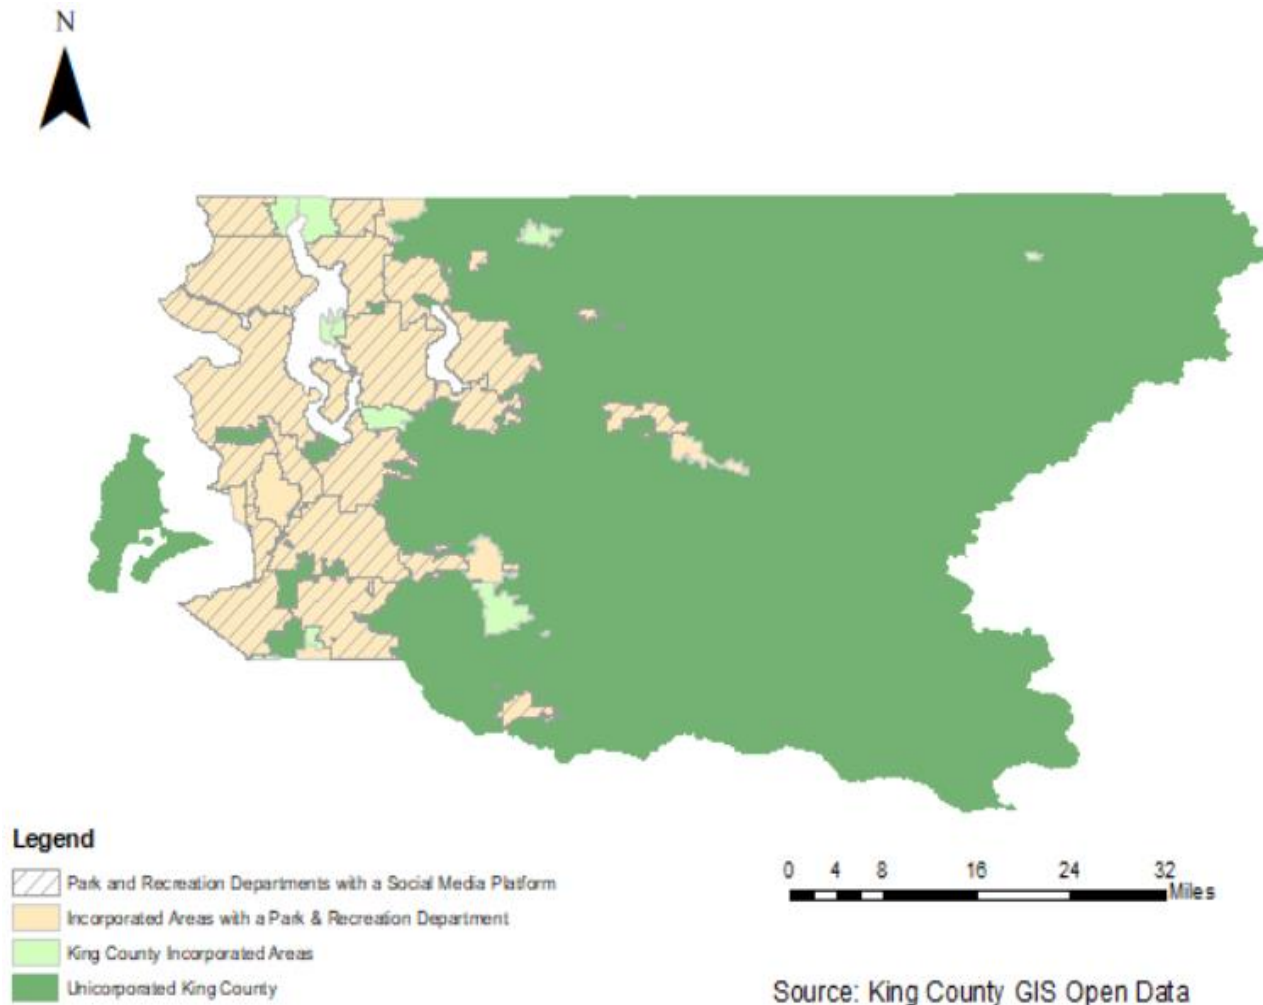 N
Legend
Park and Recreation Departments with a Social Media Platform
Incorporated Areas with a Park & Recreation Department
King County Incorporated Areas
Unicorporated King County
0 4 8 16 24 32
Miles
Source: King County GIS Open Data